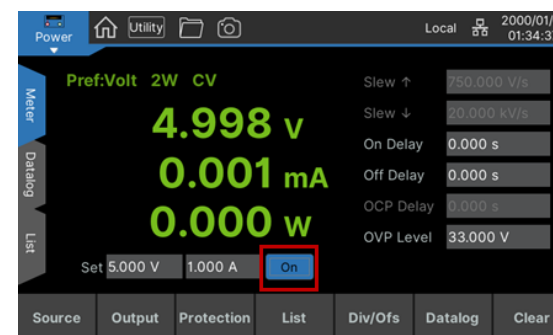 Power Utility Local 2000/01/
01:34:3
Pref:Volt 2W CV
Meter
Datalog
List
4.998 V
0.001 mA
0.000 W
Set 5.000 V 1.000 A On
Slew ↑ 750.000 V/s
Slew ↓ 20.000 kV/s
On Delay 0.000 s
Off Delay 0.000 s
OCP Delay 0.000 s
OVP Level 33.000 V
Source Output Protection List Div/Ofs Datalog Clear